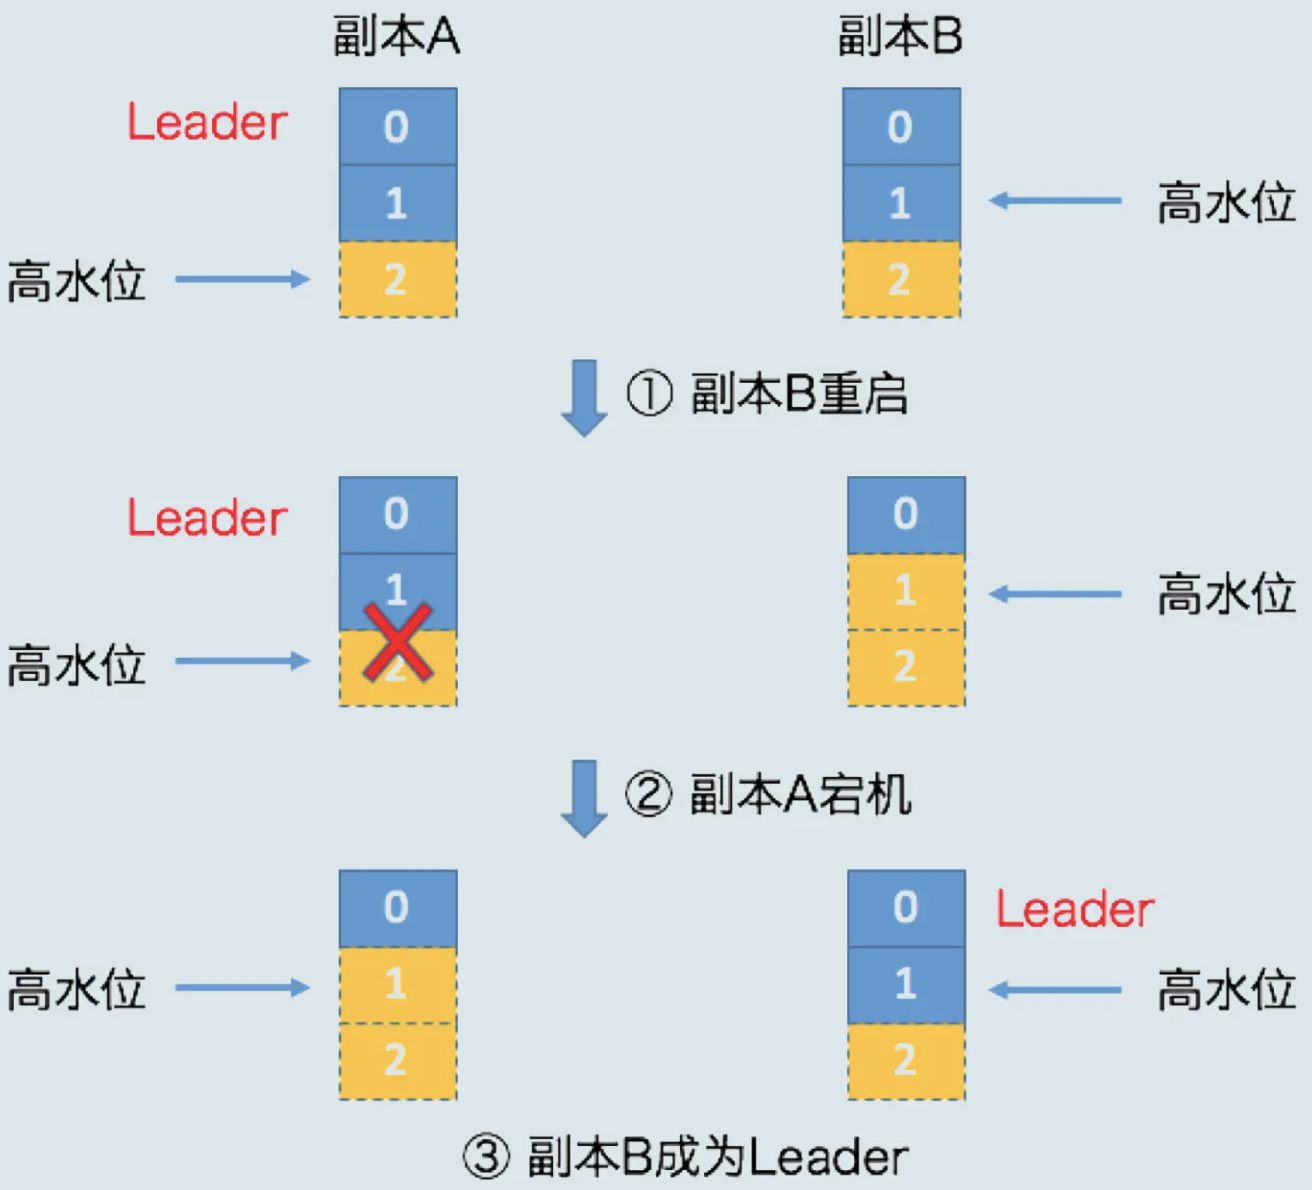 副本A 副本B
Leader 0 0
1 1 高水位
高水位 2 2
① 副本B重启
Leader 0 0
1 1 高水位
高水位 2 2
② 副本A宕机
0 0 Leader
高水位 1 1 高水位
2 2
③ 副本B成为Leader